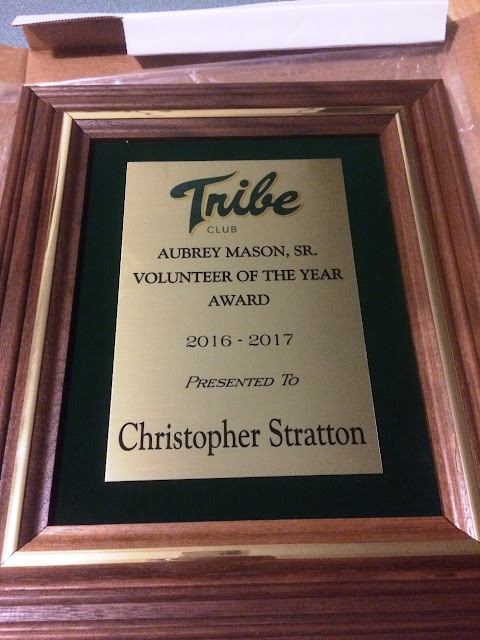 Tribe
CLUB
AUBREY MASON, SR.
VOLUNTEER OF THE YEAR
AWARD
2016 - 2017
PRESENTED TO
Christopher Stratton